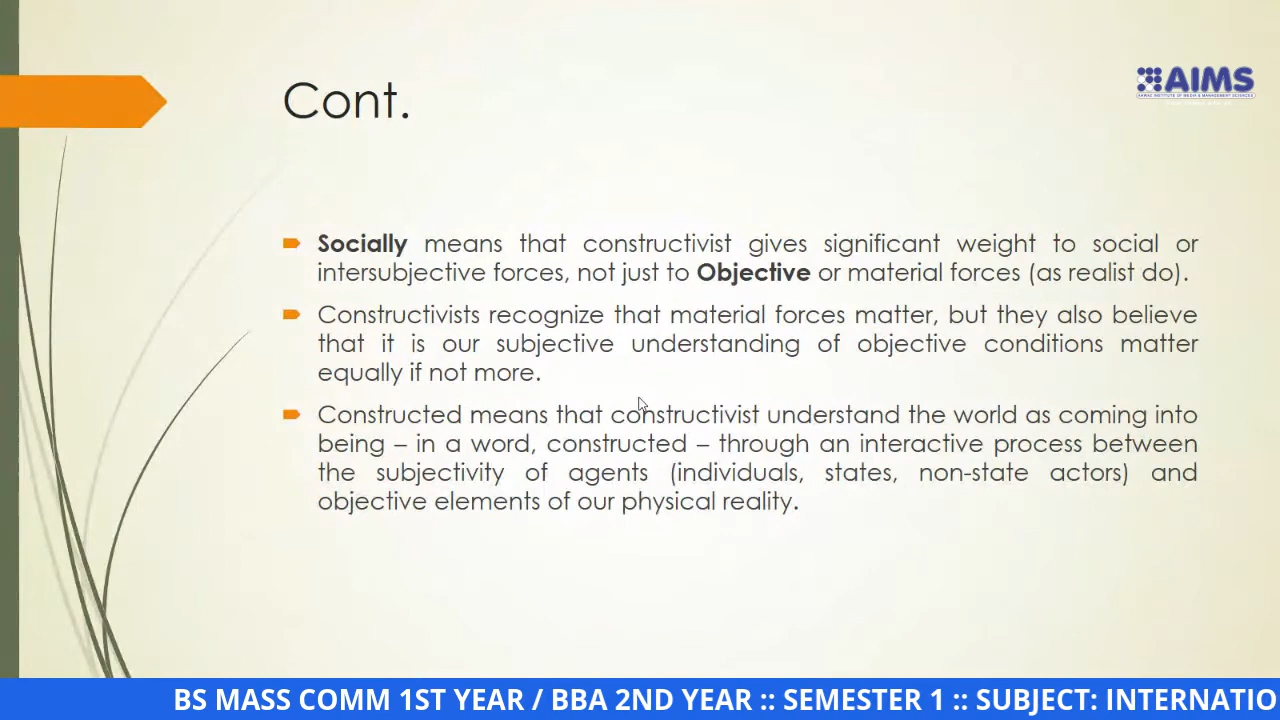 Cont.
AIMS
Socially means that constructivist gives significant weight to social or
intersubjective forces, not just to Objective or material forces (as realist do).
Constructivists recognize that material forces matter, but they also believe
that it is our subjective understanding of objective conditions matter
equally if not more.
Constructed means that constructivist understand the world as coming into
being – in a word, constructed – through an interactive process between
the subjectivity of agents (individuals, states, non-state actors) and
objective elements of our physical reality.
BS MASS COMM 1ST YEAR / BBA 2ND YEAR :: SEMESTER 1 :: SUBJECT: INTERNATIO